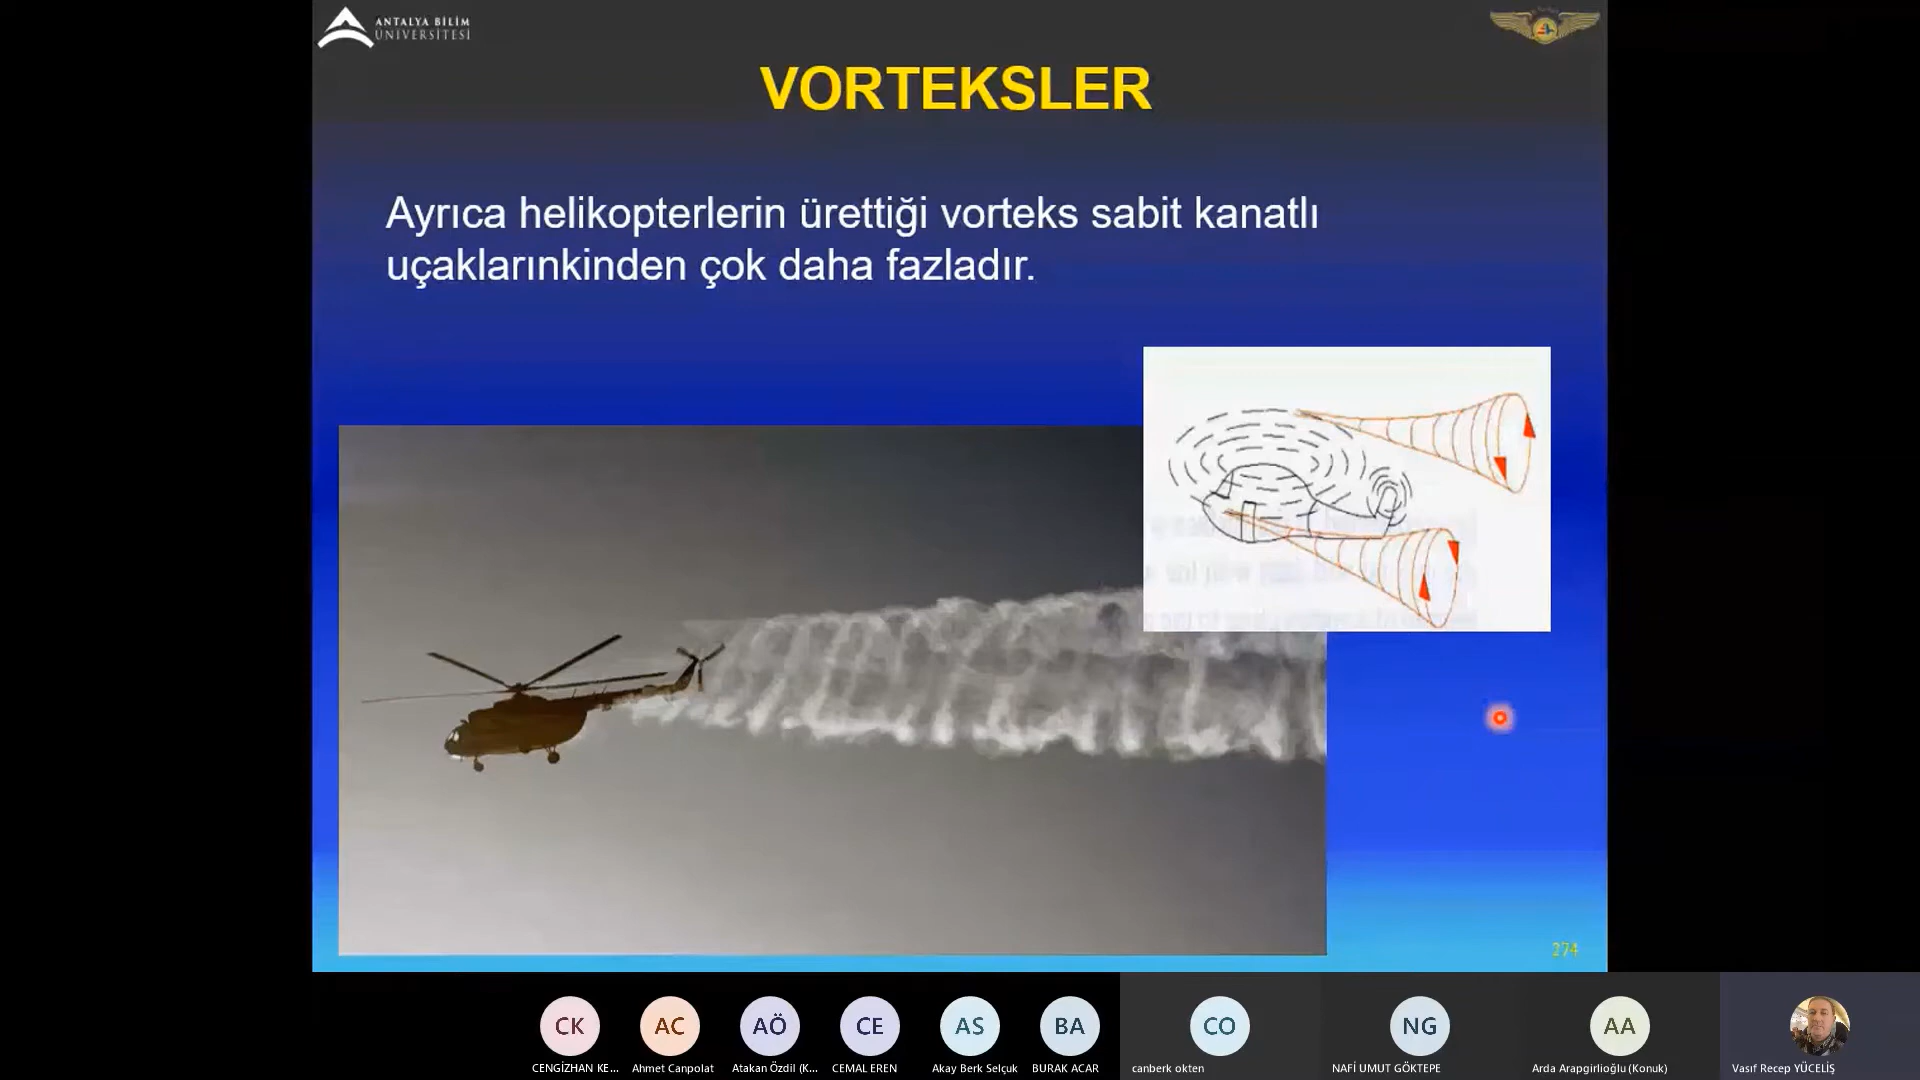 ANTALYA BİLİM
ÜNİVERSİTESİ
VORTEKSLER
Ayrıca helikopterlerin ürettiği vorteks sabit kanatlı
uçaklarınkinden çok daha fazladır.
274
CK
AC
AÖ
CE
AS
BA
CO
NG
AA
CENGİZHAN KE...
Ahmet Canpolat
Atakan Özdil (K...
CEMAL EREN
Akay Berk Selçuk
BURAK ACAR
canberk okten
NAFİ UMUT GÖKTEPE
Arda Arapgirlioğlu (Konuk)
Vasıf Recep YÜCELİŞ